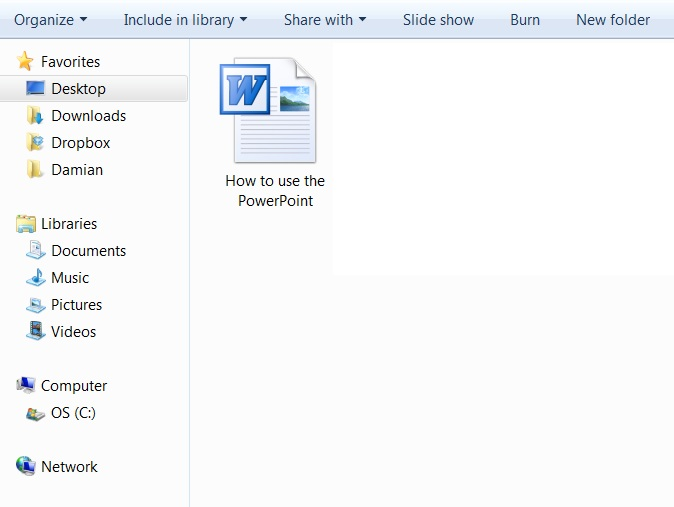 Organize Include in library Share with Slide show Burn New folder
Favorites
Desktop
Downloads
Dropbox
Damian
Libraries
Documents
Music
Pictures
Videos
Computer
OS (C:)
Network
W
How to use the
PowerPoint